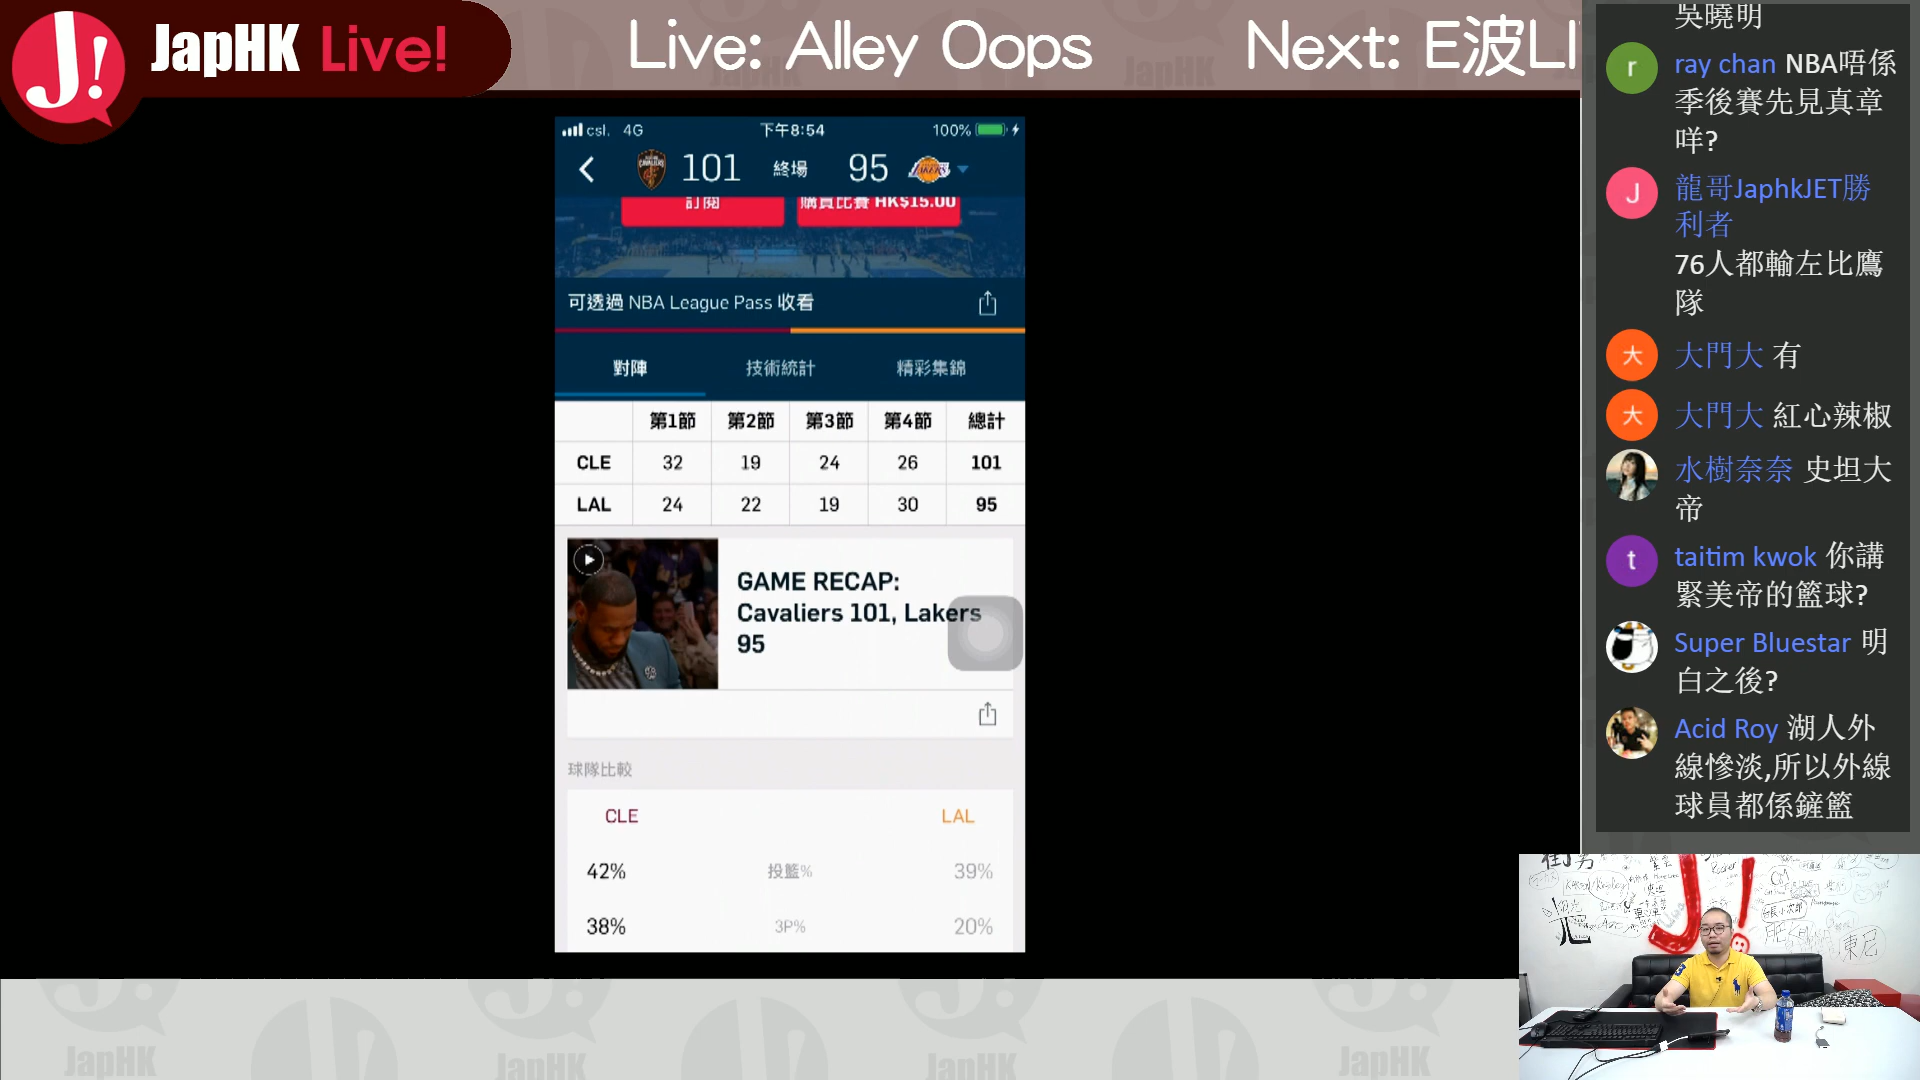 JapHK Live!
Live: Alley Oops
Next: E波LI
csl. 4G
下午8:54
100%
101 終場 95
訂閱
購買比賽 HK$15.00
可透過 NBA League Pass 收看
對陣 技術統計 精彩集錦
第1節 第2節 第3節 第4節 總計
CLE 32 19 24 26 101
LAL 24 22 19 30 95
GAME RECAP:
Cavaliers 101, Lakers
95
球隊比較
CLE LAL
42% 投籃% 39%
38% 3P% 20%
吳曉明
ray chan NBA唔係
季後賽先見真章
咩?
龍哥JaphkJET勝
利者
76人都輸左比鷹
隊
大門大 有
大門大 紅心辣椒
水樹奈奈 史坦大
帝
taitim kwok 你講
緊美帝的籃球?
Super Bluestar 明
白之後?
Acid Roy 湖人外
線慘淡,所以外線
球員都係鏟籃
東尼
JapHK
JapHK
JapHK
JapHK